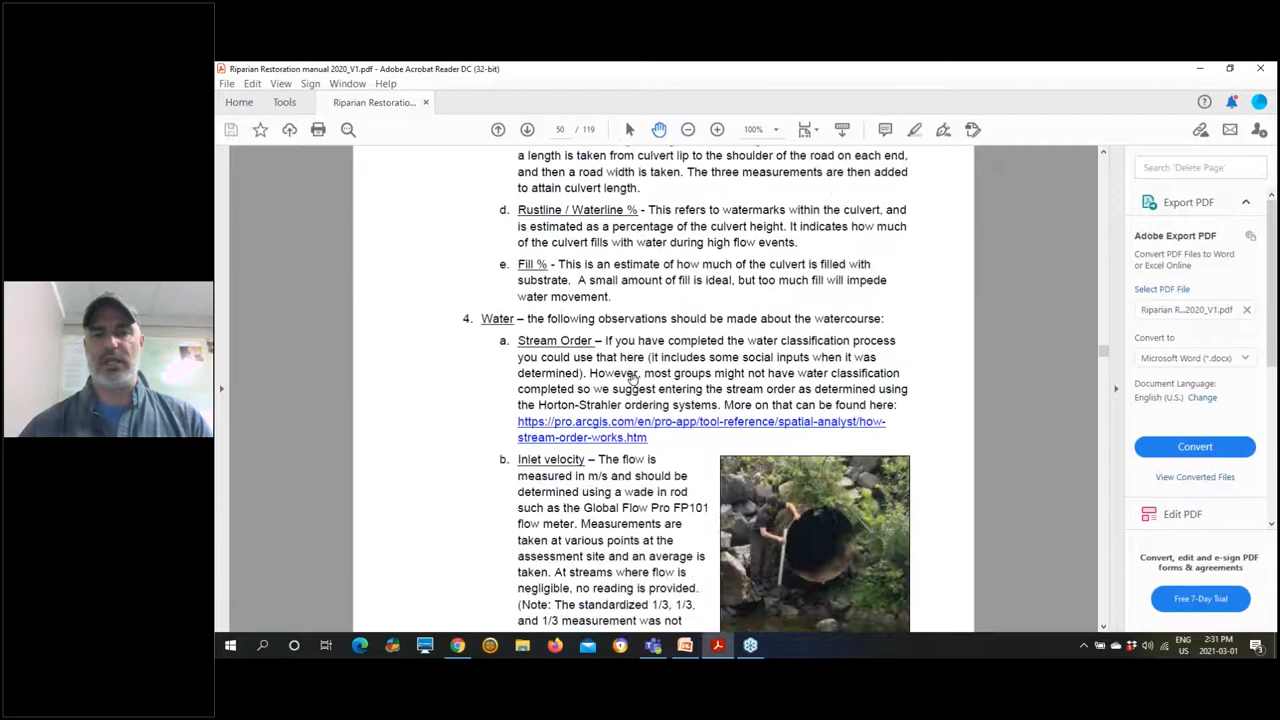 Riparian Restoration manual 2020_V1.pdf - Adobe Acrobat Reader DC (32-bit)
File Edit View Sign Window Help
Home Tools Riparian Restoratio... ×
50 / 119 100%
a length is taken from culvert lip to the shoulder of the road on each end,
and then a road width is taken. The three measurements are then added
to attain culvert length.
d. Rustline / Waterline % - This refers to watermarks within the culvert, and
is estimated as a percentage of the culvert height. It indicates how much
of the culvert fills with water during high flow events.
e. Fill % - This is an estimate of how much of the culvert is filled with
substrate. A small amount of fill is ideal, but too much fill will impede
water movement.
4. Water – the following observations should be made about the watercourse:
a. Stream Order – If you have completed the water classification process
you could use that here (it includes some social inputs when it was
determined). However, most groups might not have water classification
completed so we suggest entering the stream order as determined using
the Horton-Strahler ordering systems. More on that can be found here:
https://pro.arcgis.com/en/pro-app/tool-reference/spatial-analyst/how-
stream-order-works.htm
b. Inlet velocity – The flow is
measured in m/s and should be
determined using a wade in rod
such as the Global Flow Pro FP101
flow meter. Measurements are
taken at various points at the
assessment site and an average is
taken. At streams where flow is
negligible, no reading is provided.
(Note: The standardized 1/3, 1/3,
and 1/3 measurement was not
Search 'Delete Page'
Export PDF
Adobe Export PDF
Convert PDF Files to Word
or Excel Online
Select PDF File
Riparian R...2020_V1.pdf ×
Convert to
Microsoft Word (*.docx)
Document Language:
English (U.S.) Change
Convert
View Converted Files
Edit PDF
Convert, edit and e-sign PDF
forms & agreements
Free 7-Day Trial
ENG 2:31 PM
US 2021-03-01